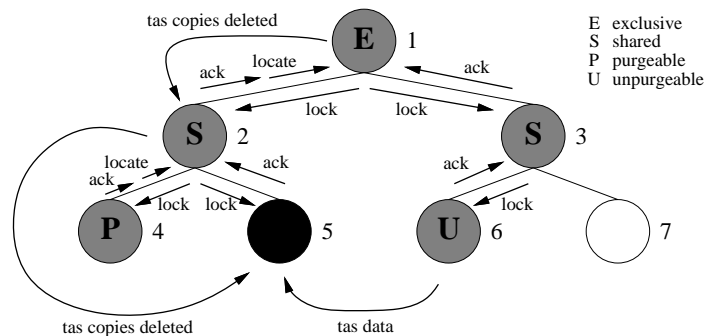 tas copies deleted
E
1
E exclusive
S shared
P purgeable
U unpurgeable
ack
locate
ack
lock
lock
S
2
S
3
ack
locate
ack
ack
lock
lock
lock
P
4
5
U
6
7
tas copies deleted
tas data